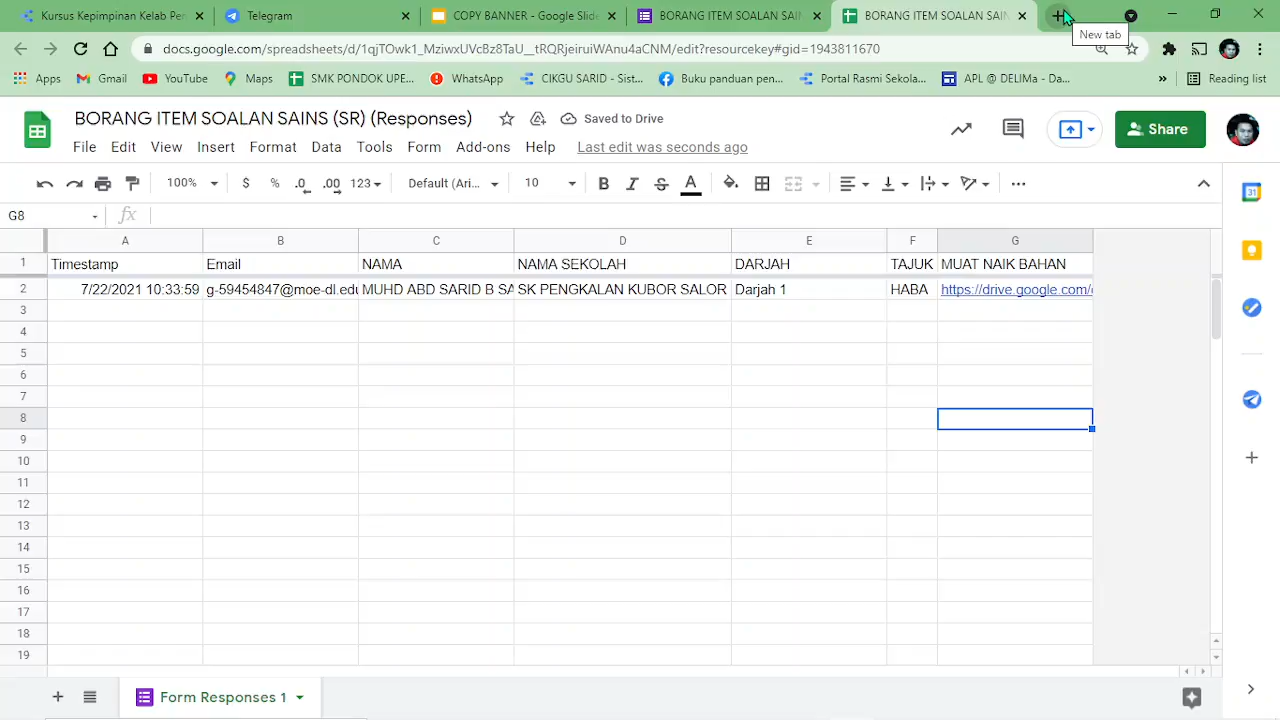 Kursus Kepimpinan Kelab Pen
Telegram
COPY BANNER - Google Slide
BORANG ITEM SOALAN SAIN
BORANG ITEM SOALAN SAIN
New tab
docs.google.com/spreadsheets/d/1qjTOwk1_MziwxUVcBz8TaU__tRQRjeiruiWAnu4aCNM/edit?resourcekey#gid=1943811670
Apps
Gmail
YouTube
Maps
SMK PONDOK UPE...
WhatsApp
CIKGU SARID - Sist...
Buku panduan pen...
Portal Rasmi Sekola...
APL @ DELIMa - Da...
»
Reading list
BORANG ITEM SOALAN SAINS (SR) (Responses)
Saved to Drive
File Edit View Insert Format Data Tools Form Add-ons Help Last edit was seconds ago
Share
100% $ % .0 .00 123 Default (Ari... 10 B I S A
31
G8 fx
A B C D E F G
1 Timestamp Email NAMA NAMA SEKOLAH DARJAH TAJUK MUAT NAIK BAHAN
2 7/22/2021 10:33:59 g-59454847@moe-dl.edu MUHD ABD SARID B SA SK PENGKALAN KUBOR SALOR Darjah 1 HABA https://drive.google.com/
3
4
5
6
7
8
9
10
11
12
13
14
15
16
17
18
19
Form Responses 1